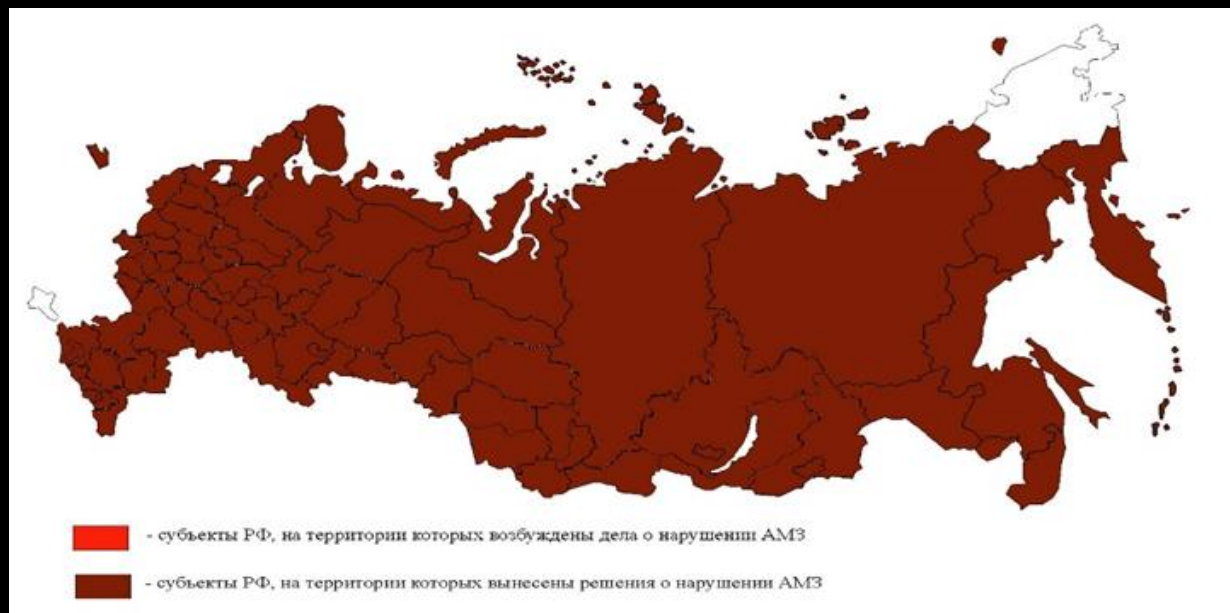 - субъекты РФ, на территории которых возбуждены дела о нарушении АМЗ
- субъекты РФ, на территории которых вынесены решения о нарушении АМЗ